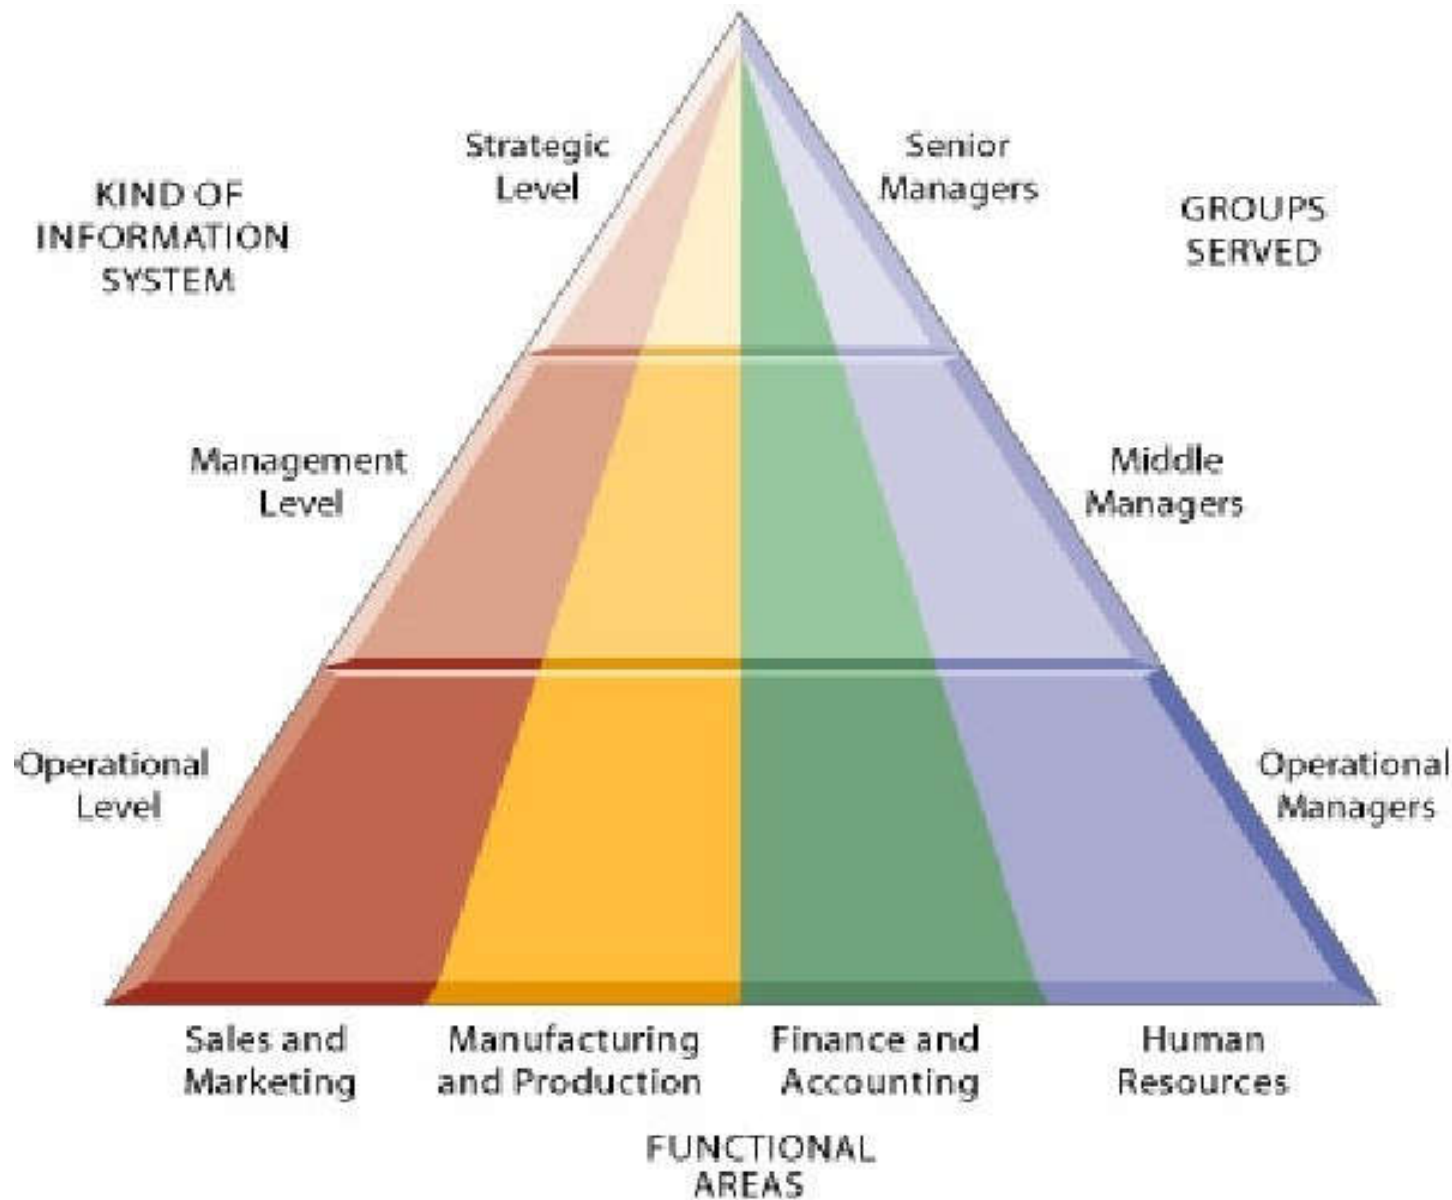 Strategic
Level
Senior
Managers
KIND OF
INFORMATION
SYSTEM
GROUPS
SERVED
Management
Level
Middle
Managers
Operational
Level
Operational
Managers
Sales and
Marketing
Manufacturing
and Production
Finance and
Accounting
Human
Resources
FUNCTIONAL
AREAS